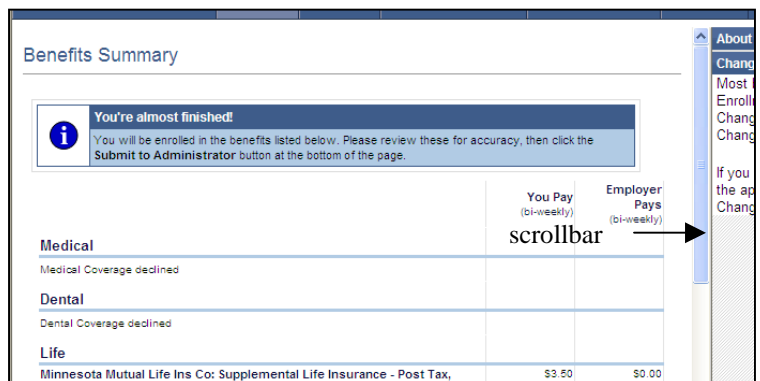 Benefits Summary
You're almost finished!
You will be enrolled in the benefits listed below. Please review these for accuracy, then click the
Submit to Administrator button at the bottom of the page.
You Pay
(bi-weekly)
Employer
Pays
(bi-weekly)
scrollbar
Medical
Medical Coverage declined
Dental
Dental Coverage declined
Life
Minnesota Mutual Life Ins Co: Supplemental Life Insurance - Post Tax,
$3.50
$0.00
About
Chang
Most
Enroll
Chang
Chang
If you
the ap
Chang